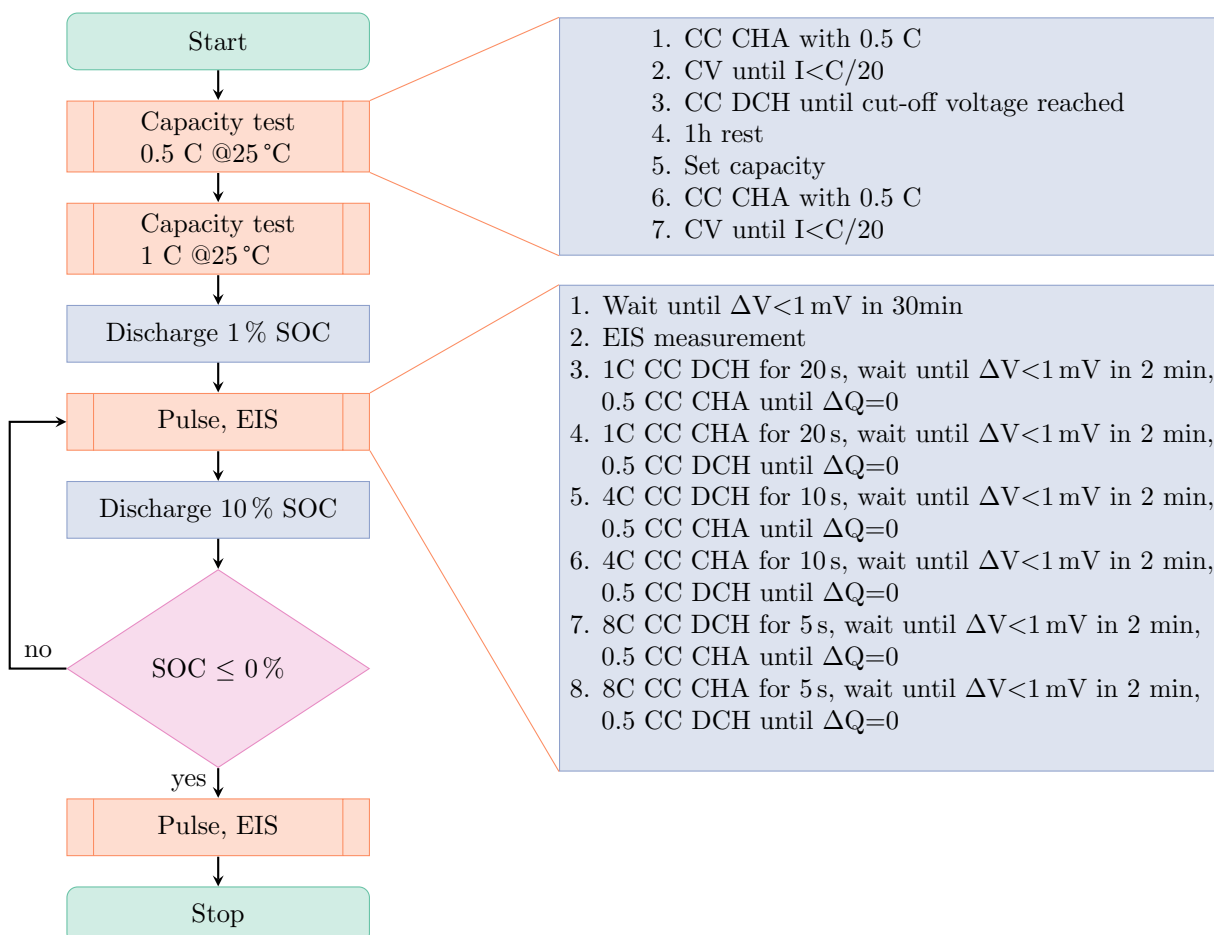 Start
Capacity test
0.5 C @25 °C
Capacity test
1 C @25 °C
Discharge 1 % SOC
Pulse, EIS
Discharge 10 % SOC
SOC ≤ 0 %
no
yes
Pulse, EIS
Stop
1. CC CHA with 0.5 C
2. CV until I<C/20
3. CC DCH until cut-off voltage reached
4. 1h rest
5. Set capacity
6. CC CHA with 0.5 C
7. CV until I<C/20
1. Wait until ΔV<1 mV in 30min
2. EIS measurement
3. 1C CC DCH for 20 s, wait until ΔV<1 mV in 2 min,
0.5 CC CHA until ΔQ=0
4. 1C CC CHA for 20 s, wait until ΔV<1 mV in 2 min,
0.5 CC DCH until ΔQ=0
5. 4C CC DCH for 10 s, wait until ΔV<1 mV in 2 min,
0.5 CC CHA until ΔQ=0
6. 4C CC CHA for 10 s, wait until ΔV<1 mV in 2 min,
0.5 CC DCH until ΔQ=0
7. 8C CC DCH for 5 s, wait until ΔV<1 mV in 2 min,
0.5 CC CHA until ΔQ=0
8. 8C CC CHA for 5 s, wait until ΔV<1 mV in 2 min,
0.5 CC DCH until ΔQ=0